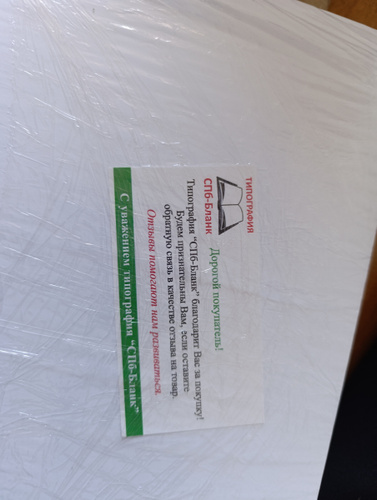 ТИПОГРАФИЯ
СПб-Бланк
Дорогой покупатель!
Типография "СПб-Бланк" благодарит Вас за покупку!
Будем признательны Вам, если оставите
обратную связь в качестве отзыва на товар.
Отзывы помогают нам развиваться.
С уважением типография "СПб-Бланк"